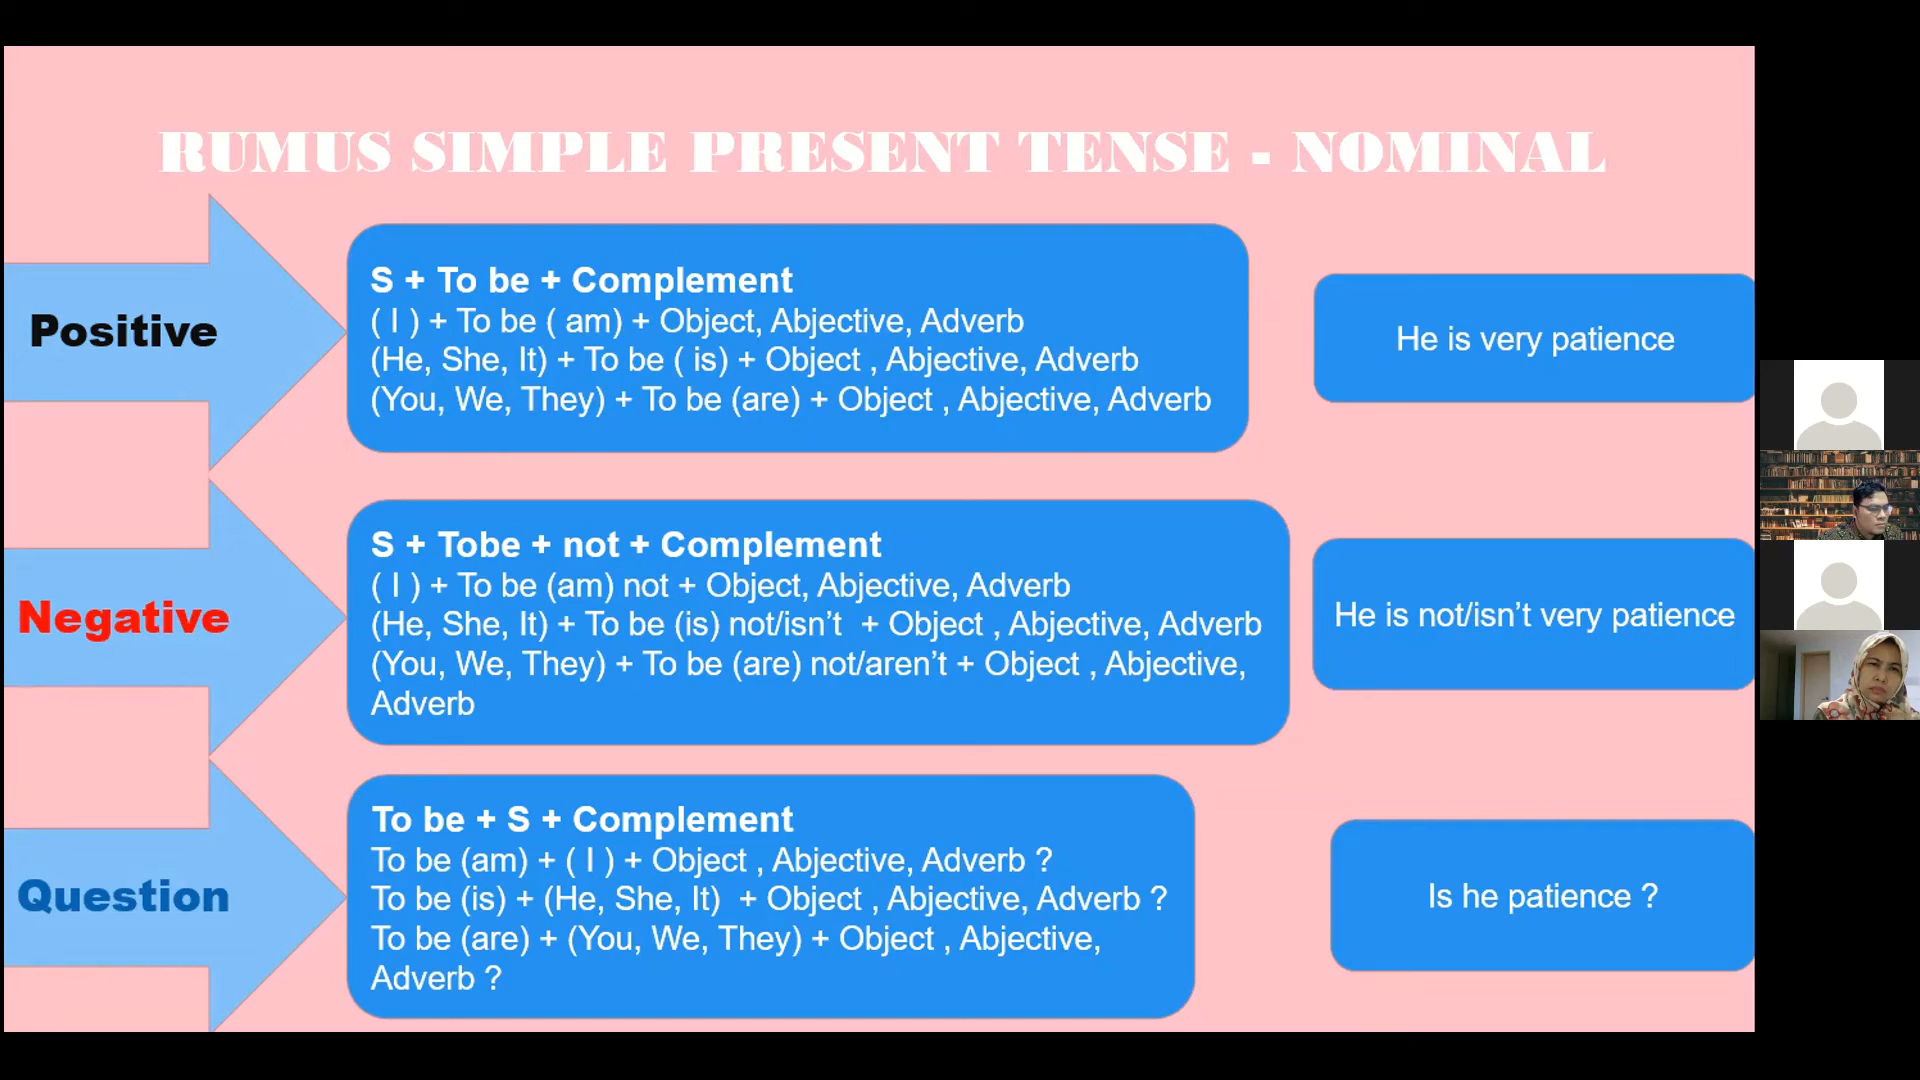 RUMUS SIMPLE PRESENT TENSE - NOMINAL
Positive
S + To be + Complement
( I ) + To be ( am) + Object, Abjective, Adverb
(He, She, It) + To be ( is) + Object , Abjective, Adverb
(You, We, They) + To be (are) + Object , Abjective, Adverb
He is very patience
Negative
S + Tobe + not + Complement
( I ) + To be (am) not + Object, Abjective, Adverb
(He, She, It) + To be (is) not/isn’t + Object , Abjective, Adverb
(You, We, They) + To be (are) not/aren’t + Object , Abjective,
Adverb
He is not/isn’t very patience
Question
To be + S + Complement
To be (am) + ( I ) + Object , Abjective, Adverb ?
To be (is) + (He, She, It) + Object , Abjective, Adverb ?
To be (are) + (You, We, They) + Object , Abjective,
Adverb ?
Is he patience ?